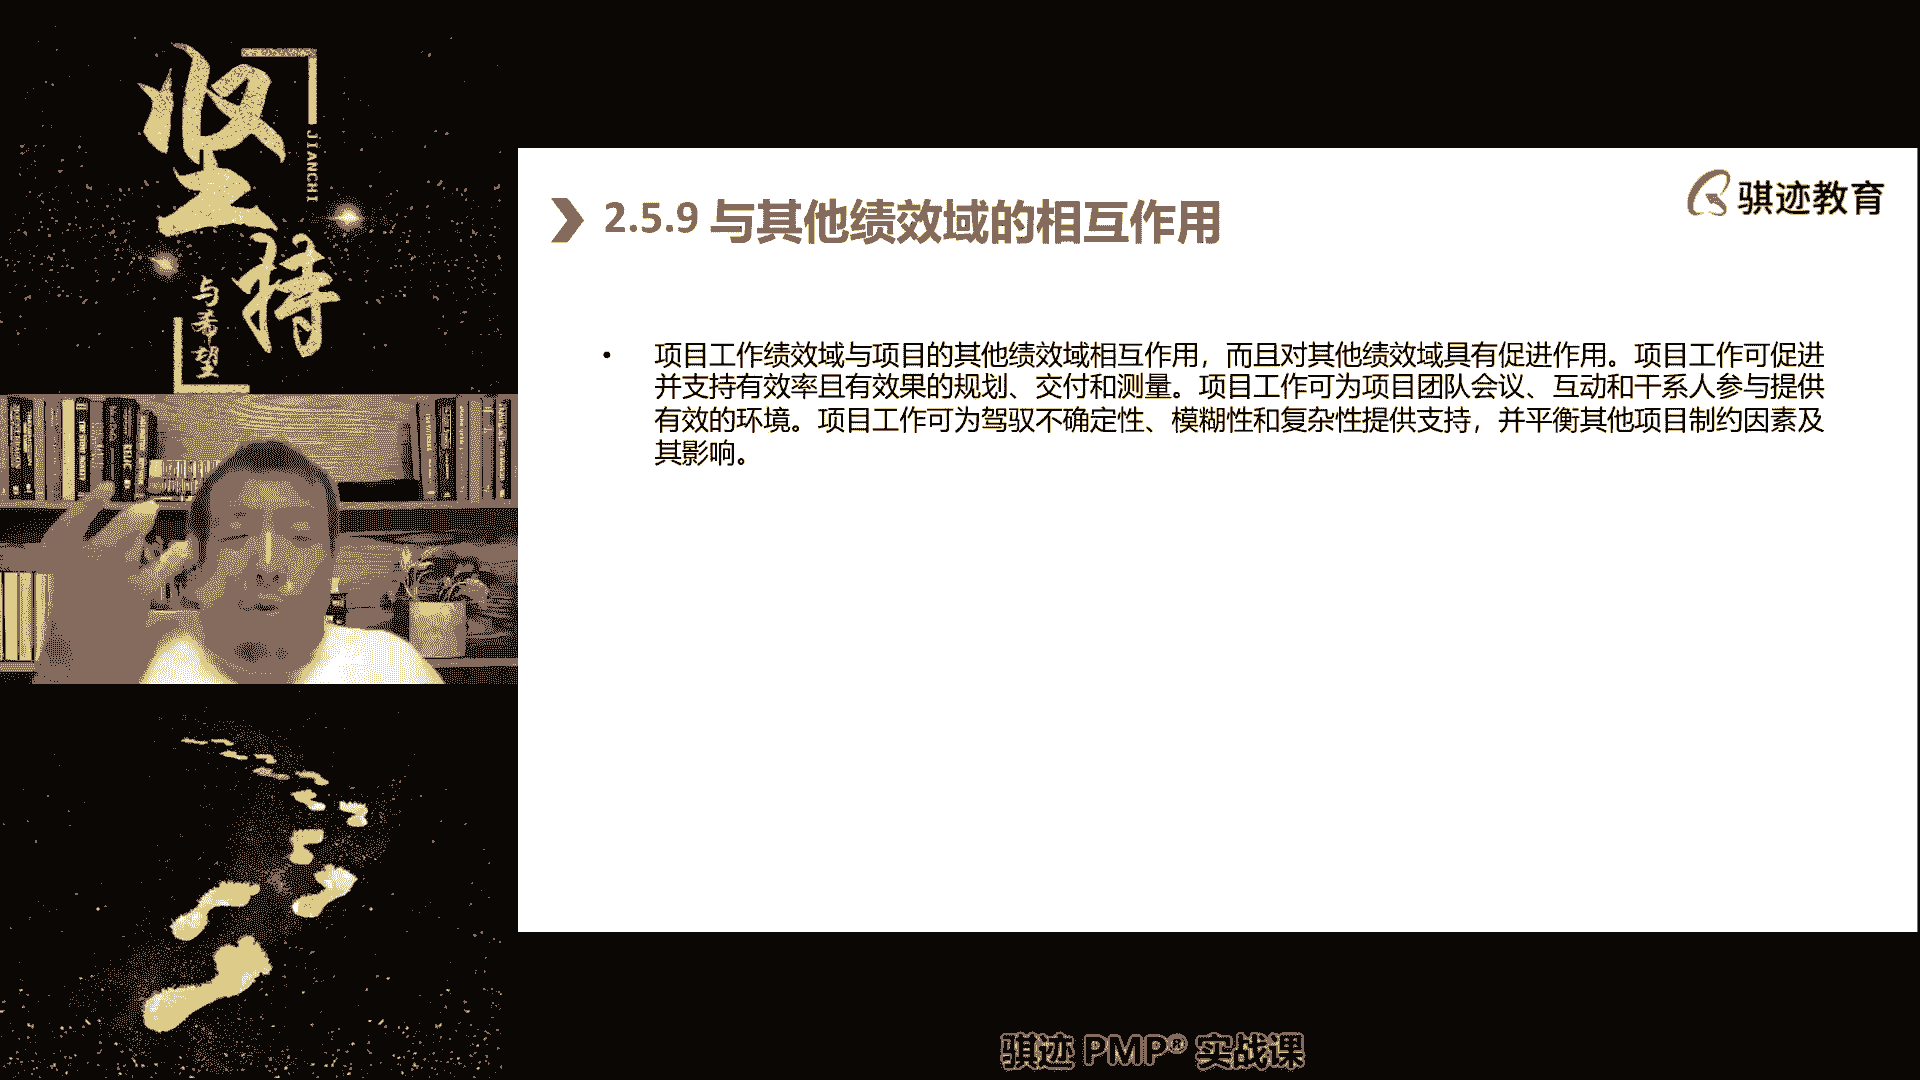 坚持
JIANCHI
与希望
骐迹教育
2.5.9 与其他绩效域的相互作用
• 项目工作绩效域与项目的其他绩效域相互作用，而且对其他绩效域具有促进作用。项目工作可促进
并支持有效率且有效果的规划、交付和测量。项目工作可为项目团队会议、互动和干系人参与提供
有效的环境。项目工作可为驾驭不确定性、模糊性和复杂性提供支持，并平衡其他项目制约因素及
其影响。
骐迹 PMP® 实战课